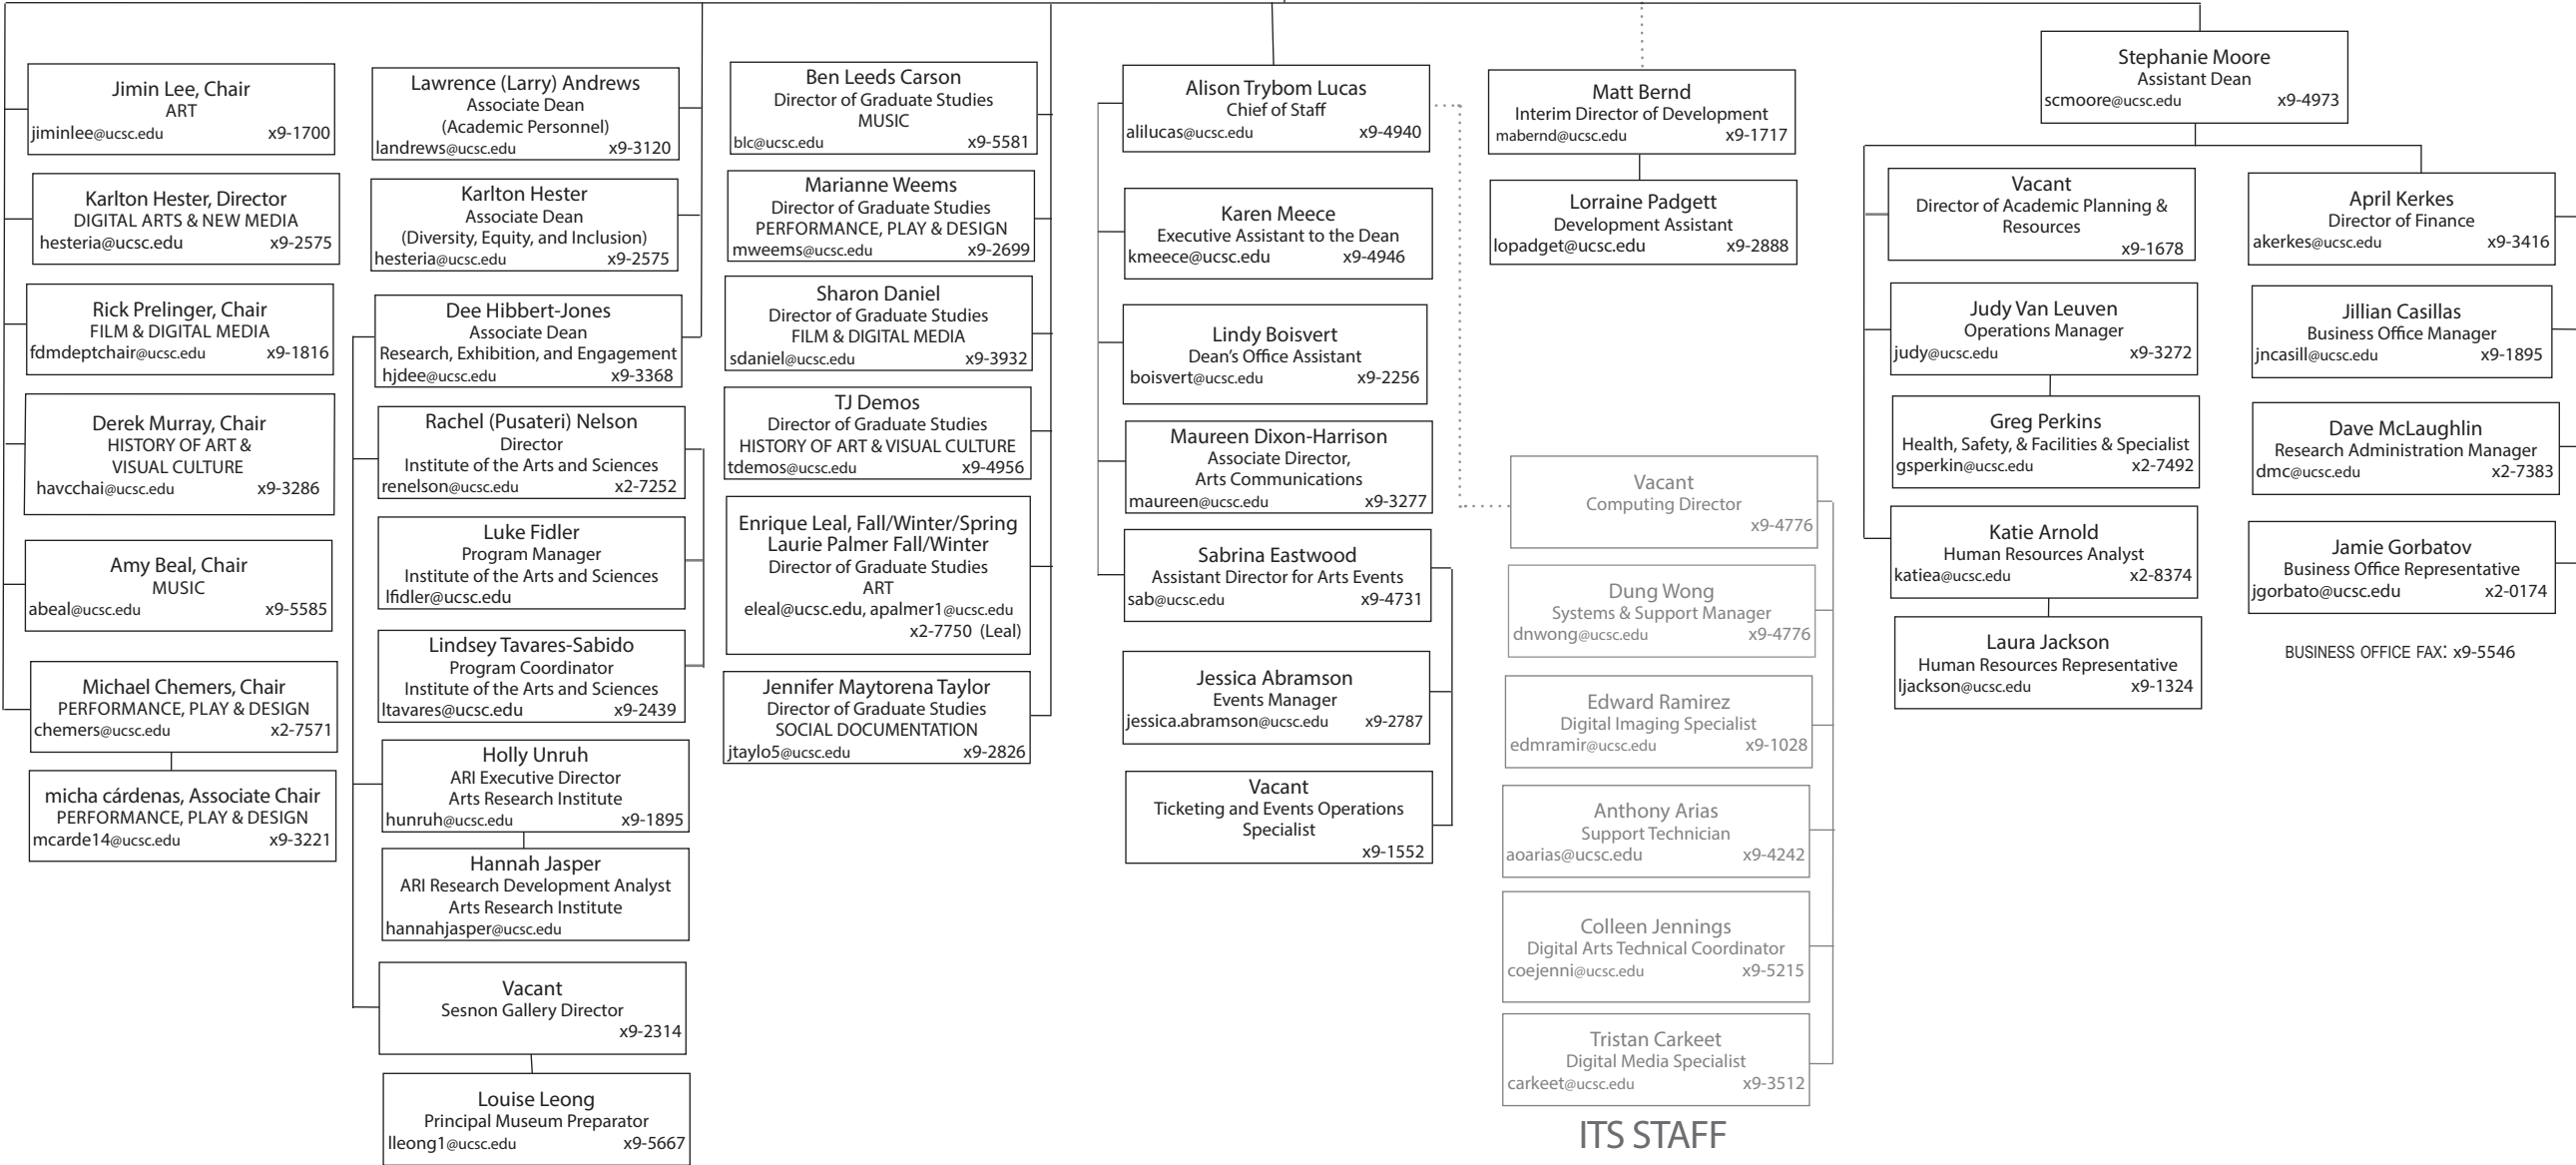 Jimin Lee, Chair
ART
jiminlee@ucsc.edu x9-1700
Karlton Hester, Director
DIGITAL ARTS & NEW MEDIA
hesteria@ucsc.edu x9-2575
Rick Prelinger, Chair
FILM & DIGITAL MEDIA
fdmdeptchair@ucsc.edu x9-1816
Derek Murray, Chair
HISTORY OF ART &
VISUAL CULTURE
havcchai@ucsc.edu x9-3286
Amy Beal, Chair
MUSIC
abeal@ucsc.edu x9-5585
Michael Chemers, Chair
PERFORMANCE, PLAY & DESIGN
chemers@ucsc.edu x2-7571
micha cárdenas, Associate Chair
PERFORMANCE, PLAY & DESIGN
mcarde14@ucsc.edu x9-3221
Lawrence (Larry) Andrews
Associate Dean
(Academic Personnel)
landrews@ucsc.edu x9-3120
Karlton Hester
Associate Dean
(Diversity, Equity, and Inclusion)
hesteria@ucsc.edu x9-2575
Dee Hibbert-Jones
Associate Dean
Research, Exhibition, and Engagement
hjdee@ucsc.edu x9-3368
Rachel (Pusateri) Nelson
Director
Institute of the Arts and Sciences
renelson@ucsc.edu x2-7252
Luke Fidler
Program Manager
Institute of the Arts and Sciences
lfidler@ucsc.edu
Lindsey Tavares-Sabido
Program Coordinator
Institute of the Arts and Sciences
ltavares@ucsc.edu x9-2439
Holly Unruh
ARI Executive Director
Arts Research Institute
hunruh@ucsc.edu x9-1895
Hannah Jasper
ARI Research Development Analyst
Arts Research Institute
hannahjasper@ucsc.edu
Vacant
Sesnon Gallery Director
x9-2314
Louise Leong
Principal Museum Preparator
lleong1@ucsc.edu x9-5667
Ben Leeds Carson
Director of Graduate Studies
MUSIC
blc@ucsc.edu x9-5581
Marianne Weems
Director of Graduate Studies
PERFORMANCE, PLAY & DESIGN
mweems@ucsc.edu x9-2699
Sharon Daniel
Director of Graduate Studies
FILM & DIGITAL MEDIA
sdaniel@ucsc.edu x9-3932
TJ Demos
Director of Graduate Studies
HISTORY OF ART & VISUAL CULTURE
tdemos@ucsc.edu x9-4956
Enrique Leal, Fall/Winter/Spring
Laurie Palmer Fall/Winter
Director of Graduate Studies
ART
eleal@ucsc.edu, apalmer1@ucsc.edu
x2-7750 (Leal)
Jennifer Maytorena Taylor
Director of Graduate Studies
SOCIAL DOCUMENTATION
jtaylo5@ucsc.edu x9-2826
Alison Trybom Lucas
Chief of Staff
alilucas@ucsc.edu x9-4940
Karen Meece
Executive Assistant to the Dean
kmeece@ucsc.edu x9-4946
Lindy Boisvert
Dean's Office Assistant
boisvert@ucsc.edu x9-2256
Maureen Dixon-Harrison
Associate Director,
Arts Communications
maureen@ucsc.edu x9-3277
Sabrina Eastwood
Assistant Director for Arts Events
sab@ucsc.edu x9-4731
Jessica Abramson
Events Manager
jessica.abramson@ucsc.edu x9-2787
Vacant
Ticketing and Events Operations
Specialist
x9-1552
Matt Bernd
Interim Director of Development
mabernd@ucsc.edu x9-1717
Lorraine Padgett
Development Assistant
lopadget@ucsc.edu x9-2888
Vacant
Computing Director
x9-4776
Dung Wong
Systems & Support Manager
dnwong@ucsc.edu x9-4776
Edward Ramirez
Digital Imaging Specialist
edmramir@ucsc.edu x9-1028
Anthony Arias
Support Technician
aoarias@ucsc.edu x9-4242
Colleen Jennings
Digital Arts Technical Coordinator
coejenni@ucsc.edu x9-5215
Tristan Carkeet
Digital Media Specialist
carkeet@ucsc.edu x9-3512
ITS STAFF
Stephanie Moore
Assistant Dean
scmoore@ucsc.edu x9-4973
Vacant
Director of Academic Planning &
Resources
x9-1678
Judy Van Leuven
Operations Manager
judy@ucsc.edu x9-3272
Greg Perkins
Health, Safety, & Facilities & Specialist
gsperkin@ucsc.edu x2-7492
Katie Arnold
Human Resources Analyst
katiea@ucsc.edu x2-8374
Laura Jackson
Human Resources Representative
ljackson@ucsc.edu x9-1324
April Kerkes
Director of Finance
akerkes@ucsc.edu x9-3416
Jillian Casillas
Business Office Manager
jncasill@ucsc.edu x9-1895
Dave McLaughlin
Research Administration Manager
dmc@ucsc.edu x2-7383
Jamie Gorbatov
Business Office Representative
jgorbato@ucsc.edu x2-0174
BUSINESS OFFICE FAX: x9-5546